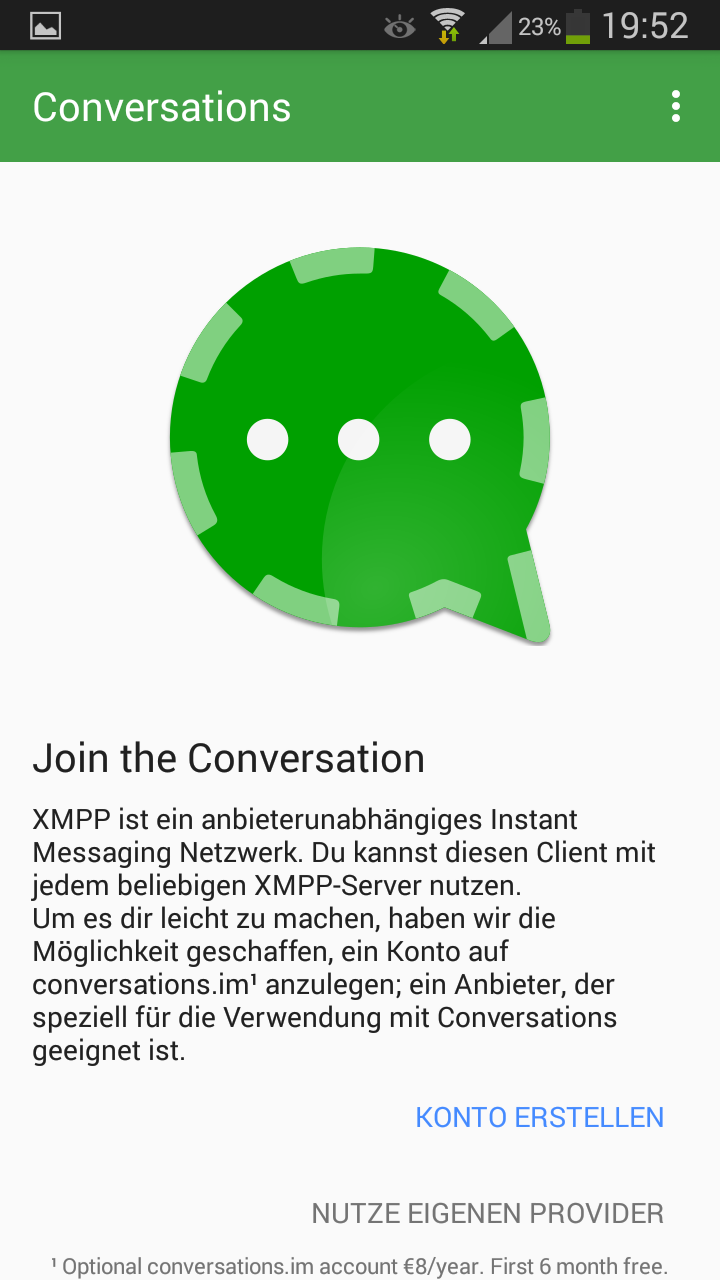 23% 19:52
Conversations
Join the Conversation
XMPP ist ein anbieterunabhängiges Instant
Messaging Netzwerk. Du kannst diesen Client mit
jedem beliebigen XMPP-Server nutzen.
Um es dir leicht zu machen, haben wir die
Möglichkeit geschaffen, ein Konto auf
conversations.im¹ anzulegen; ein Anbieter, der
speziell für die Verwendung mit Conversations
geeignet ist.
KONTO ERSTELLEN
NUTZE EIGENEN PROVIDER
¹ Optional conversations.im account €8/year. First 6 month free.